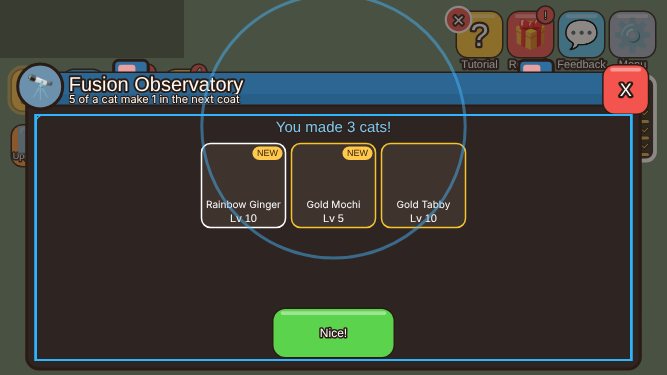 ?
!
Tutorial
Feedback
Menu
Fusion Observatory
5 of a cat make 1 in the next coat
X
You made 3 cats!
NEW
NEW
Rainbow Ginger
Gold Mochi
Gold Tabby
Lv 10
Lv 5
Lv 10
Nice!